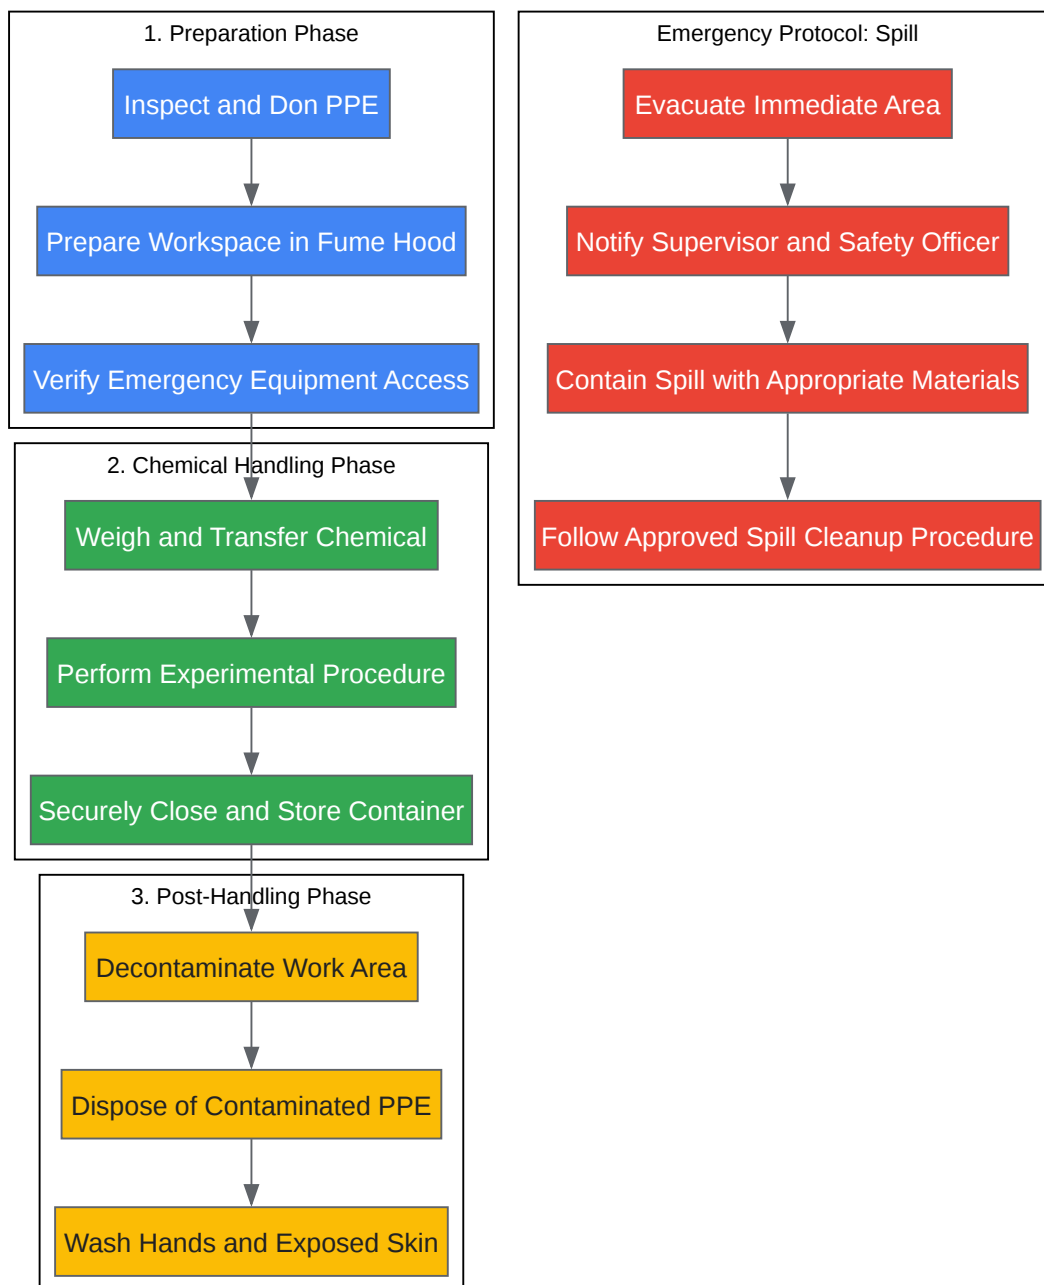 1. Preparation Phase
Inspect and Don PPE
Prepare Workspace in Fume Hood
Verify Emergency Equipment Access
2. Chemical Handling Phase
Weigh and Transfer Chemical
Perform Experimental Procedure
Securely Close and Store Container
3. Post-Handling Phase
Decontaminate Work Area
Dispose of Contaminated PPE
Wash Hands and Exposed Skin
Emergency Protocol: Spill
Evacuate Immediate Area
Notify Supervisor and Safety Officer
Contain Spill with Appropriate Materials
Follow Approved Spill Cleanup Procedure